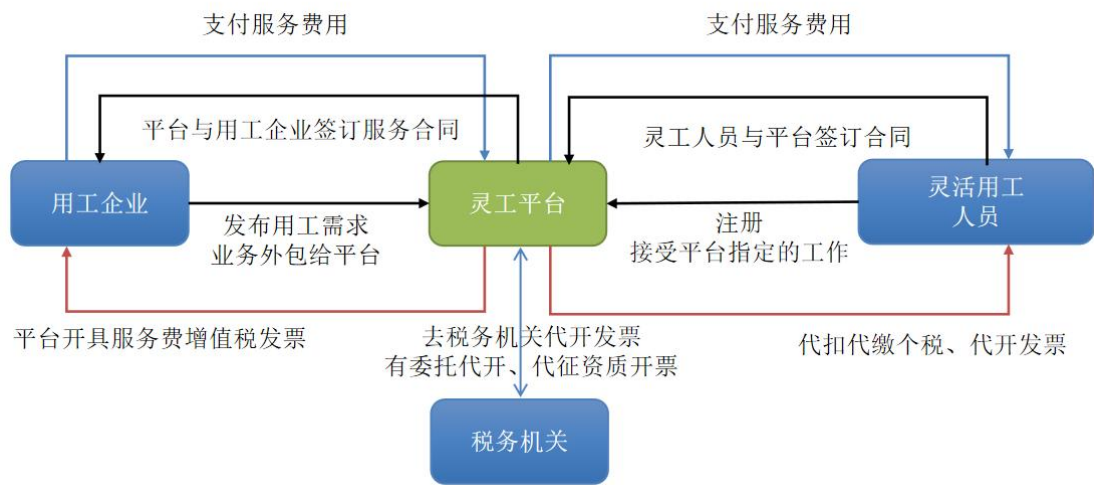 支付服务费用
支付服务费用
平台与用工企业签订服务合同
灵工人员与平台签订合同
用工企业
灵工平台
灵活用工
人员
发布用工需求
业务外包给平台
注册
接受平台指定的工作
平台开具服务费增值税发票
去税务机关代开发票
有委托代开、代征资质开票
代扣代缴个税、代开发票
税务机关